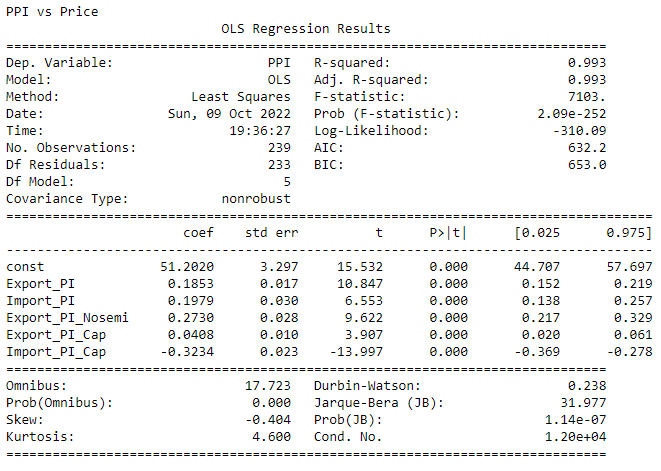 PPI vs Price
OLS Regression Results
==============================================================================
Dep. Variable: PPI R-squared: 0.993
Model: OLS Adj. R-squared: 0.993
Method: Least Squares F-statistic: 7103.
Date: Sun, 09 Oct 2022 Prob (F-statistic): 2.09e-252
Time: 19:36:27 Log-Likelihood: -310.09
No. Observations: 239 AIC: 632.2
Df Residuals: 233 BIC: 653.0
Df Model: 5
Covariance Type: nonrobust
====================================================================================
coef std err t P>|t| [0.025 0.975]
------------------------------------------------------------------------------------
const 51.2020 3.297 15.532 0.000 44.707 57.697
Export_PI 0.1853 0.017 10.847 0.000 0.152 0.219
Import_PI 0.1979 0.030 6.553 0.000 0.138 0.257
Export_PI_Nosemi 0.2730 0.028 9.622 0.000 0.217 0.329
Export_PI_Cap 0.0408 0.010 3.907 0.000 0.020 0.061
Import_PI_Cap -0.3234 0.023 -13.997 0.000 -0.369 -0.278
==============================================================================
Omnibus: 17.723 Durbin-Watson: 0.238
Prob(Omnibus): 0.000 Jarque-Bera (JB): 31.977
Skew: -0.404 Prob(JB): 1.14e-07
Kurtosis: 4.600 Cond. No. 1.20e+04
==============================================================================